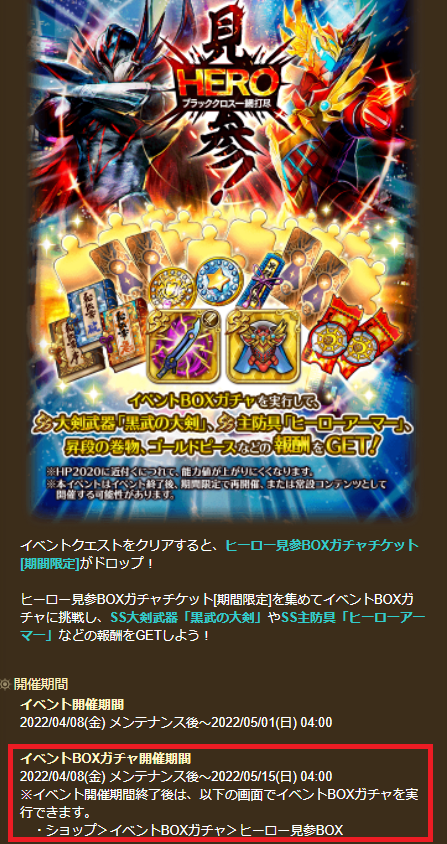 見参!
HERO
ブラッククロス一網打尽
SS
SS
イベントBOXガチャを実行して、
SS大剣武器「黒武の大剣」、SS主防具「ヒーローアーマー」、
昇段の巻物、ゴールドピースなどの報酬をGET!
※HP2020に近付くにつれて、能力値が上がりにくくなります。
※本イベントはイベント終了後、期間限定で再開催、または常設コンテンツとして
開催する可能性があります。
イベントクエストをクリアすると、ヒーロー見参BOXガチャチケット
[期間限定]がドロップ！
ヒーロー見参BOXガチャチケット[期間限定]を集めてイベントBOXガ
チャに挑戦し、SS大剣武器「黒武の大剣」やSS主防具「ヒーローアー
マー」などの報酬をGETしよう！
開催期間
イベント開催期間
2022/04/08(金) メンテナンス後～2022/05/01(日) 04:00
イベントBOXガチャ開催期間
2022/04/08(金) メンテナンス後～2022/05/15(日) 04:00
※イベント開催期間終了後は、以下の画面でイベントBOXガチャを実
行できます。
・ショップ＞イベントBOXガチャ＞ヒーロー見参BOX